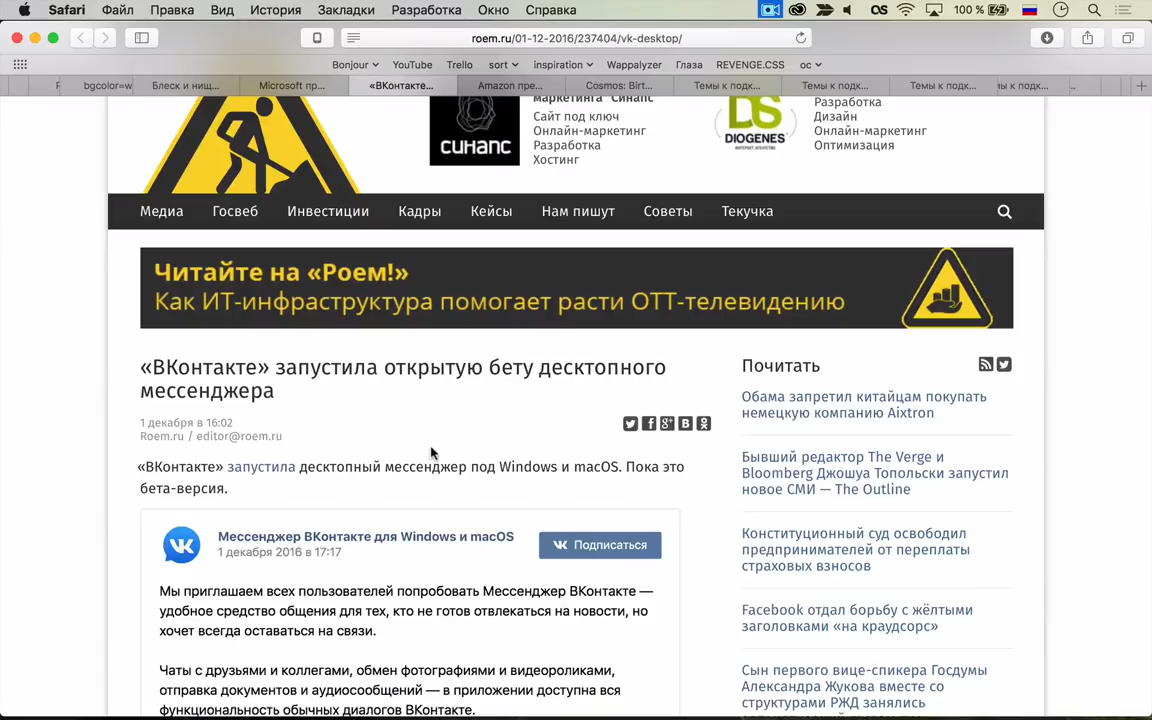 Safari Файл Правка Вид История Закладки Разработка Окно Справка 100 %
roem.ru/01-12-2016/237404/vk-desktop/
Bonjour YouTube Trello sort inspiration Wappalyzer Глаза REVENGE.CSS ос
bgcolor=w Блеск и нищ... Microsoft пр... «ВКонтакте... Amazon пре... Cosmos: Birt... Темы к подк... Темы к подк... Темы к подк... мы к подк...
маркетинга "Синапс"
Сайт под ключ
Онлайн-маркетинг
Разработка
Хостинг
СИНАПС
DS
DIOGENES
ИНТЕРНЕТ АГЕНТСТВО
Разработка
Дизайн
Онлайн-маркетинг
Оптимизация
Медиа Госвеб Инвестиции Кадры Кейсы Нам пишут Советы Текучка
Читайте на «Роем!»
Как ИТ-инфраструктура помогает расти ОТТ-телевидению
«ВКонтакте» запустила открытую бету десктопного
мессенджера
1 декабря в 16:02
Roem.ru / editor@roem.ru
«ВКонтакте» запустила десктопный мессенджер под Windows и macOS. Пока это
бета-версия.
Мессенджер ВКонтакте для Windows и macOS
1 декабря 2016 в 17:17
Подписаться
Мы приглашаем всех пользователей попробовать Мессенджер ВКонтакте —
удобное средство общения для тех, кто не готов отвлекаться на новости, но
хочет всегда оставаться на связи.
Чаты с друзьями и коллегами, обмен фотографиями и видеороликами,
отправка документов и аудиосообщений — в приложении доступна вся
функциональность обычных диалогов ВКонтакте.
Почитать
Обама запретил китайцам покупать
немецкую компанию Aixtron
Бывший редактор The Verge и
Bloomberg Джошуа Топольски запустил
новое СМИ — The Outline
Конституционный суд освободил
предпринимателей от переплаты
страховых взносов
Facebook отдал борьбу с жёлтыми
заголовками «на краудсорс»
Сын первого вице-спикера Госдумы
Александра Жукова вместе со
структурами РЖД занялись